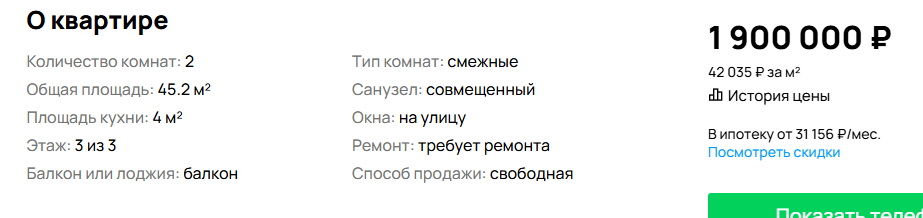 О квартире
Количество комнат: 2
Общая площадь: 45.2 м²
Площадь кухни: 4 м²
Этаж: 3 из 3
Балкон или лоджия: балкон
Тип комнат: смежные
Санузел: совмещенный
Окна: на улицу
Ремонт: требует ремонта
Способ продажи: свободная
1 900 000 ₽
42 035 ₽ за м²
История цены
В ипотеку от 31 156 ₽/мес.
Посмотреть скидки
Показать